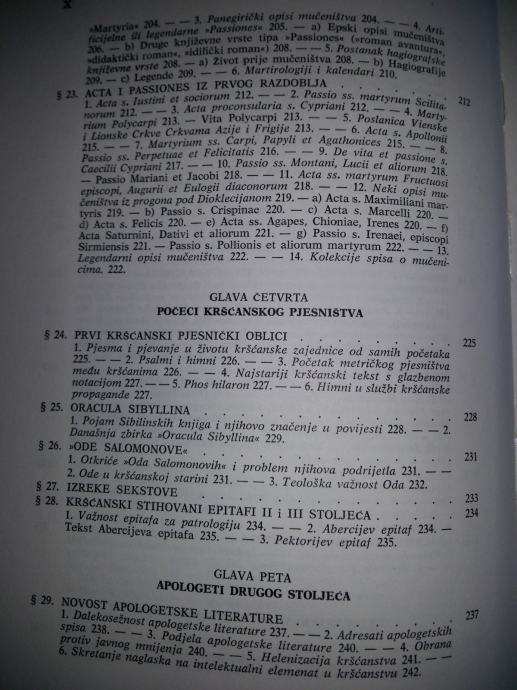 X
»Martyria« 204. — — 3. Panegirički opisi mučeništva 204. — — 4. Arti-
ficijelne ili legendarne »Passiones« 205. — a) Epski opisi mučeništva
206. — b) Druge književne vrste tipa »Passiones« (»roman avantura«,
»didaktički roman«, »idilički roman«) 208. — — 5. Postanak hagiografske
književne vrste 208. — a) Život prije mučeništva 208. — b) Hagiografije
209. — c) Legende 209. — — 6. Martirologiji i kalendari 210.
§ 23. ACTA I PASSIONES IZ PRVOG RAZDOBLJA . . . . . . 212
1. Acta s. Iustini et sociorum 212. — — 2. Passio ss. martyrum Scilita-
norum 212. — — 3. Acta proconsularia s. Cypriani 212. — — 4. Marty-
rium Polycarpi 213. — Vita Polycarpi 213. — — 5. Poslanica Vienske
i Lionske Crkve Crkvama Azije i Frigije 213. — — 6. Acta s. Apollonii
215. — — 7. Martyrium ss. Carpi, Papyli et Agathonices 215. — — 8.
Passio ss. Perpetuae et Felicitatis 216. — — 9. De vita et passione s.
Caecilii Cypriani 217. — — 10. Passio ss. Montani, Lucii et aliorum 218.
— Passio Mariani et Jacobi 218. — — 11. Acta ss. martyrum Fructuosi
episcopi, Augurii et Eulogii diaconorum 218. — — 12. Neki opisi mu-
čeništva iz progona pod Dioklecijanom 219. — a) Acta s. Maximiliani mar-
tyris 219. — b) Passio s. Crispinae 220. — c) Acta s. Marcelli 220. —
d) Acta s. Felicis 220. — e) Acta ss. Agapes, Chioniae, Irenes 220. — f)
Acta Saturnini, Dativi et aliorum 221. — g) Passio s. Irenaei, episcopi
Sirmiensis 221. — Passio s. Pollionis et aliorum martyrum 222. — — 13.
Legendarni opisi mučeništva 222. — — 14. Kolekcije spisa o mučeni-
cima. 222.
GLAVA ČETVRTA
POČECI KRŠĆANSKOG PJESNIŠTVA
§ 24. PRVI KRŠĆANSKI PJESNIČKI OBLICI . . . . . . . 225
1. Pjesma i pjevanje u životu kršćanske zajednice od samih početaka
225. — — 2. Psalmi i himni 226. — — 3. Početak metričkog pjesništva
među kršćanima 226. — — 4. Najstariji kršćanski tekst s glazbenom
notacijom 227. — — 5. Phos hilaron 227. — — 6. Himni u službi kršćanske
propagande 227.
§ 25. ORACULA SIBYLLINA . . . . . . . . . . 228
1. Pojam Sibilinskih knjiga i njihovo značenje u povijesti 228. — — 2.
Današnja zbirka »Oracula Sibyllina« 229.
§ 26. »ODE SALOMONOVE« . . . . . . . . . . 231
1. Otkriće »Oda Salomonovih« i problem njihova podrijetla 231. — —
2. Ode u kršćanskoj starini 231. — — 3. Teološka važnost Oda 232.
§ 27. IZREKE SEKSTOVE . . . . . . . . . . 233
§ 28. KRŠĆANSKI STIHOVANI EPITAFI II i III STOLJEĆA . . . . 234
1. Važnost epitafa za patrologiju 234. — — 2. Abercijev epitaf 234. —
Tekst Abercijeva epitafa 235. — — 3. Pektorijev epitaf 235.
GLAVA PETA
APOLOGETI DRUGOG STOLJEĆA
§ 29. NOVOST APOLOGETSKE LITERATURE . . . . . . . 237
1. Dalekosežnost apologetske literature 237. — — 2. Adresati apologetskih
spisa 238. — — 3. Podjela apologetske literature 240. — — 4. Obrana
protiv javnog mnijenja 240. — — 5. Helenizacija kršćanstva 241. — —
6. Skretanje naglaska na intelektualni elemenat u kršćanstvu 242.